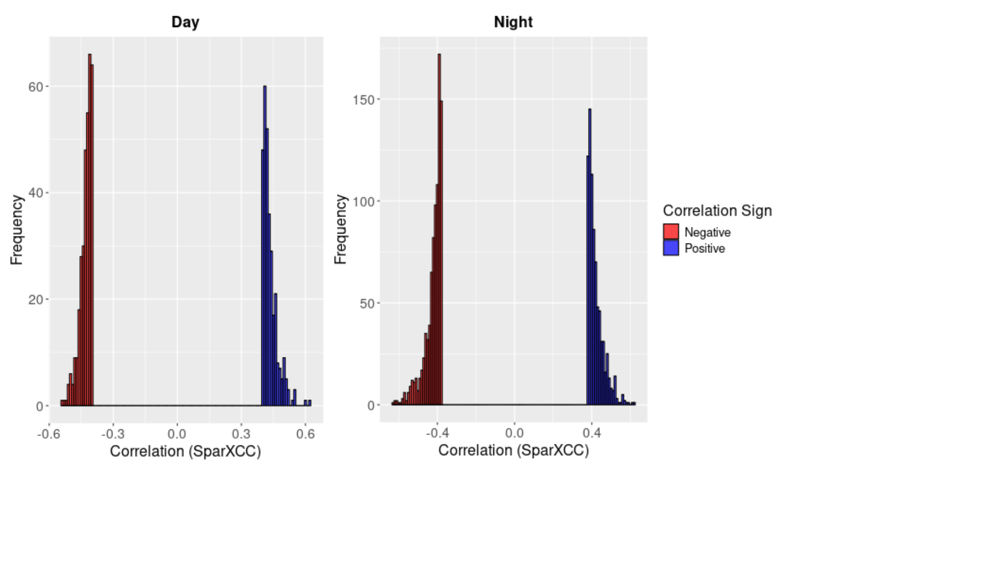 Day
Night
Frequency
60
40
20
0
-0.6 -0.3 0.0 0.3 0.6
Correlation (SparXCC)
Frequency
150
100
50
0
-0.4 0.0 0.4
Correlation (SparXCC)
Correlation Sign
Negative
Positive